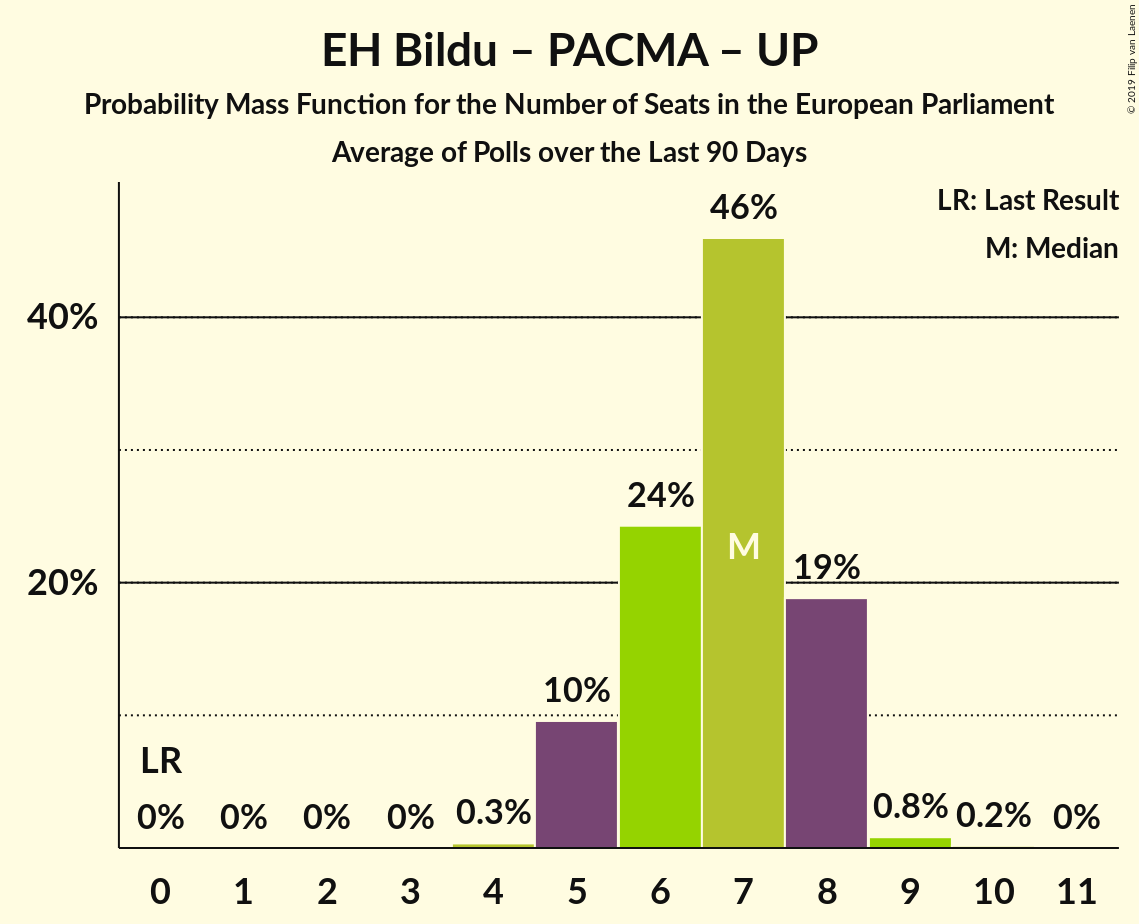 EH Bildu – PACMA – UP
Probability Mass Function for the Number of Seats in the European Parliament
Average of Polls over the Last 90 Days
© 2019 Filip van Laenen
LR: Last Result
M: Median
46%
40%
24%
M
19%
20%
10%
LR
0% 0% 0% 0% 0.3% 0.8% 0.2% 0%
0 1 2 3 4 5 6 7 8 9 10 11